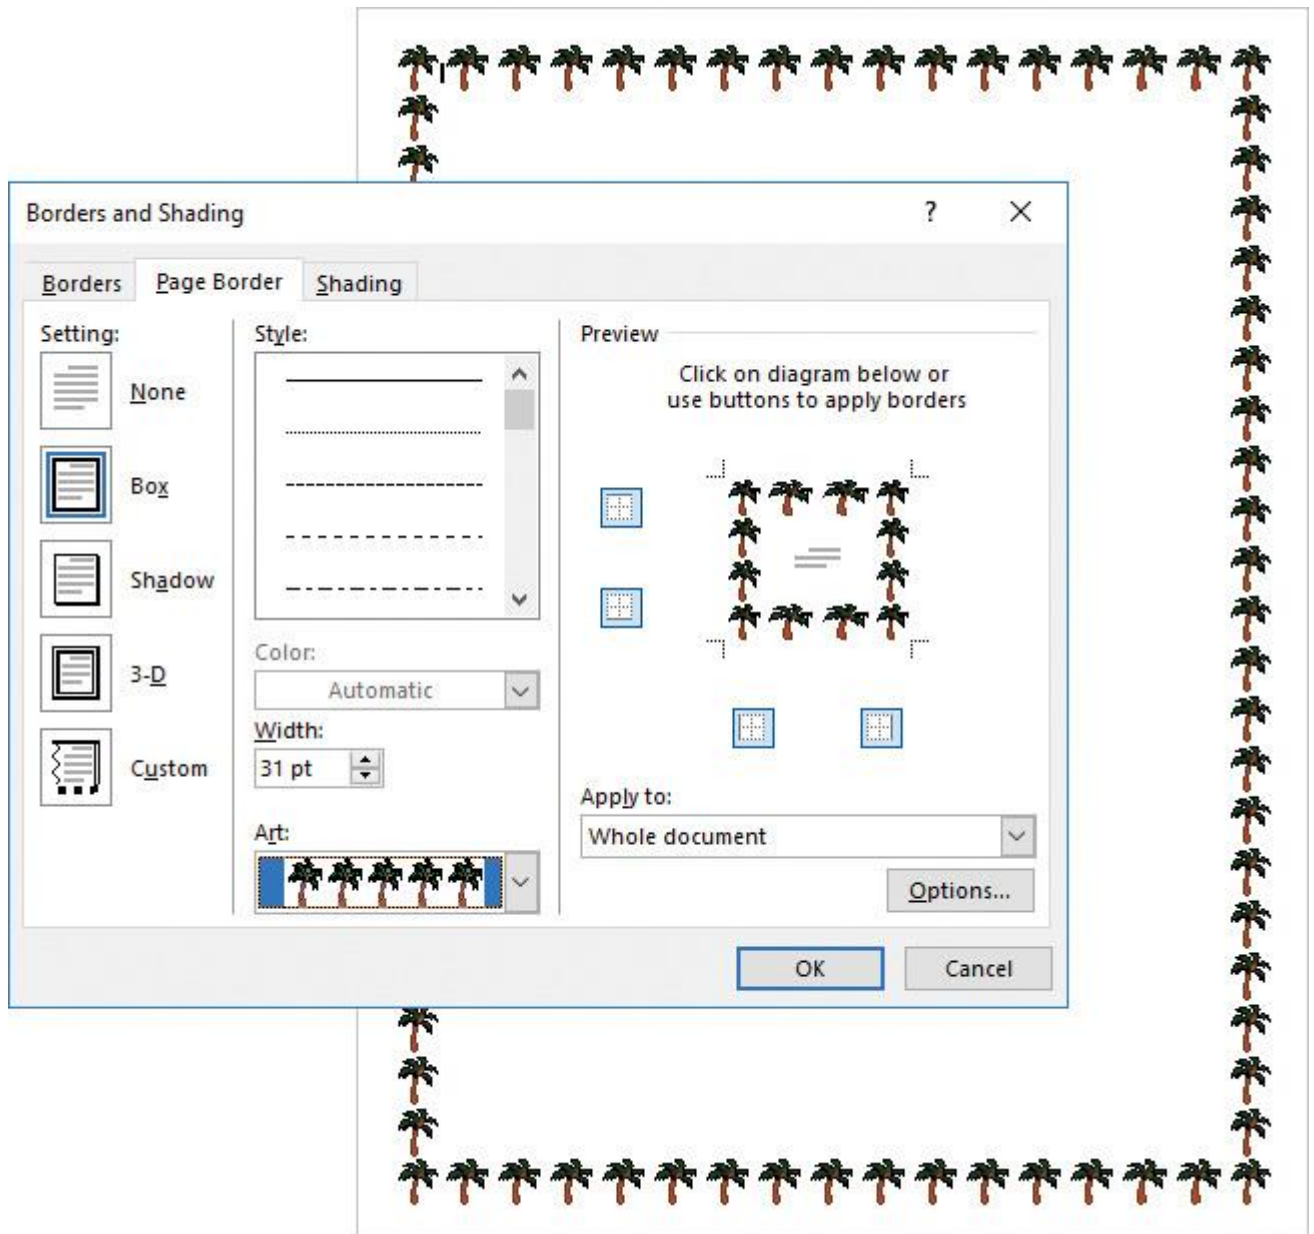 Borders and Shading
?
Borders
Page Border
Shading
Setting:
None
Box
Shadow
3-D
Custom
Style:
Color:
Automatic
Width:
31 pt
Art:
Preview
Click on diagram below or
use buttons to apply borders
Apply to:
Whole document
Options...
OK
Cancel